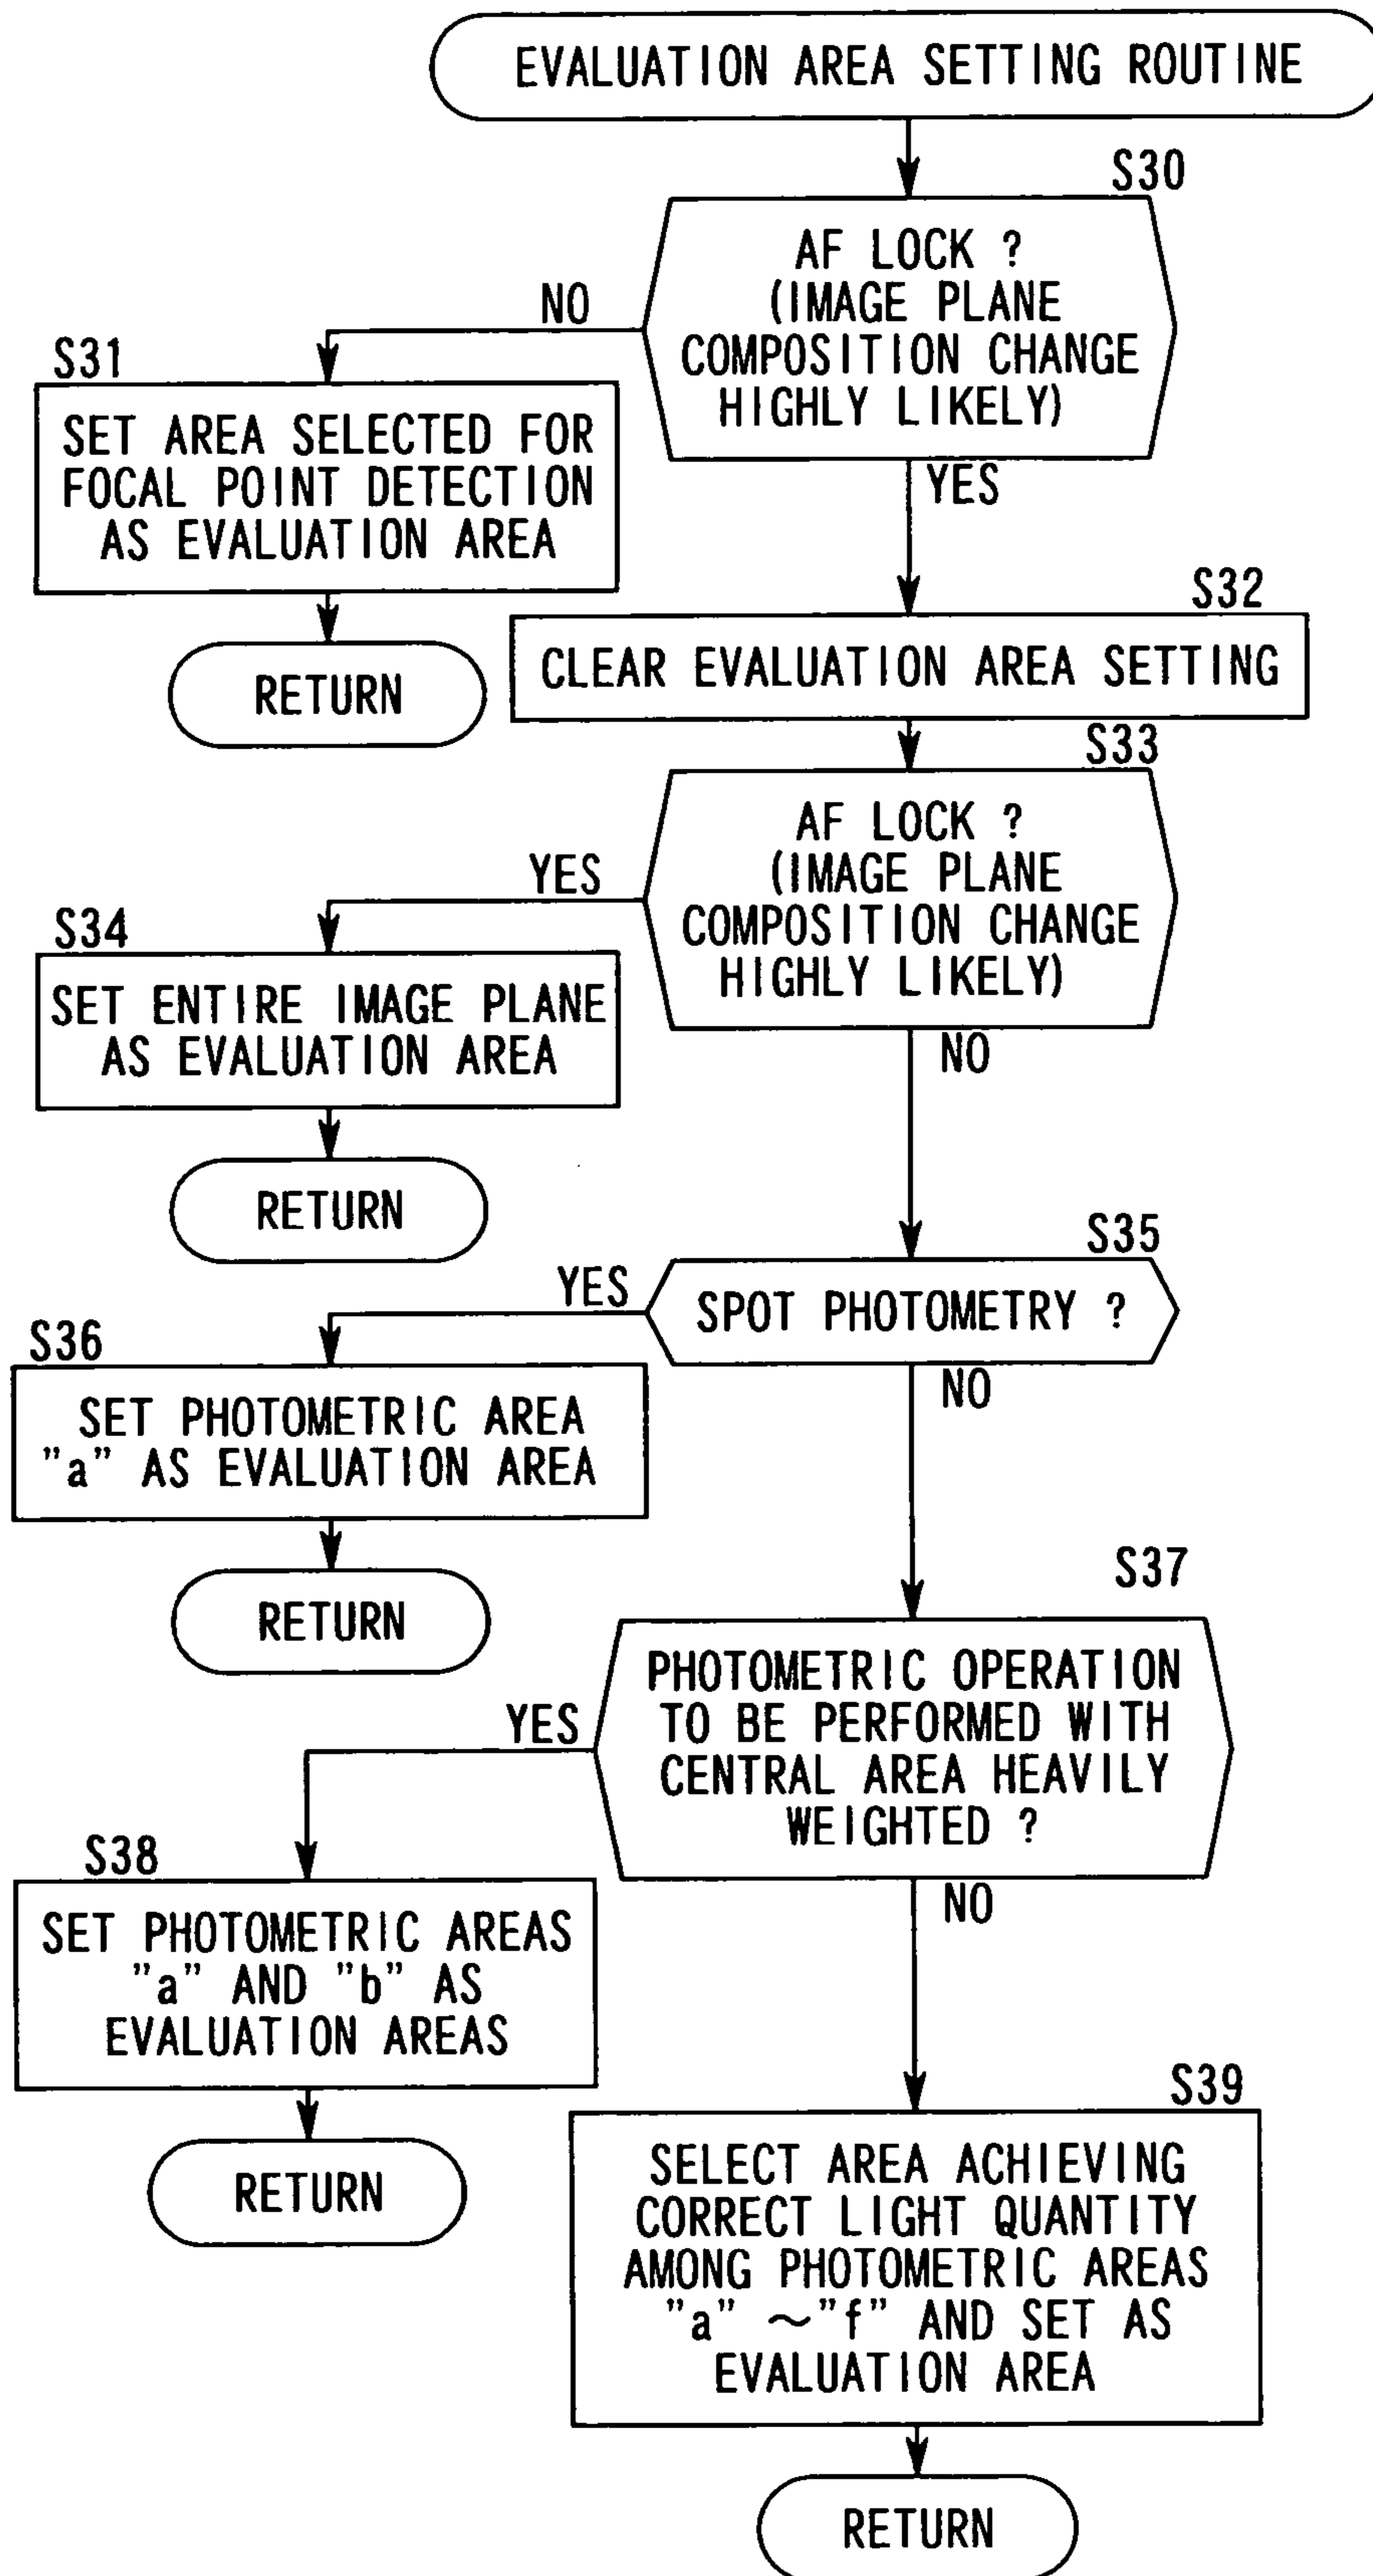 EVALUATION AREA SETTING ROUTINE
S30
AF LOCK ?
(IMAGE PLANE
COMPOSITION CHANGE
HIGHLY LIKELY)
NO
YES
S31
SET AREA SELECTED FOR
FOCAL POINT DETECTION
AS EVALUATION AREA
RETURN
S32
CLEAR EVALUATION AREA SETTING
S33
AF LOCK ?
(IMAGE PLANE
COMPOSITION CHANGE
HIGHLY LIKELY)
YES
NO
S34
SET ENTIRE IMAGE PLANE
AS EVALUATION AREA
RETURN
S35
SPOT PHOTOMETRY ?
YES
NO
S36
SET PHOTOMETRIC AREA
"a" AS EVALUATION AREA
RETURN
S37
PHOTOMETRIC OPERATION
TO BE PERFORMED WITH
CENTRAL AREA HEAVILY
WEIGHTED ?
YES
NO
S38
SET PHOTOMETRIC AREAS
"a" AND "b" AS
EVALUATION AREAS
RETURN
S39
SELECT AREA ACHIEVING
CORRECT LIGHT QUANTITY
AMONG PHOTOMETRIC AREAS
"a" ~"f" AND SET AS
EVALUATION AREA
RETURN